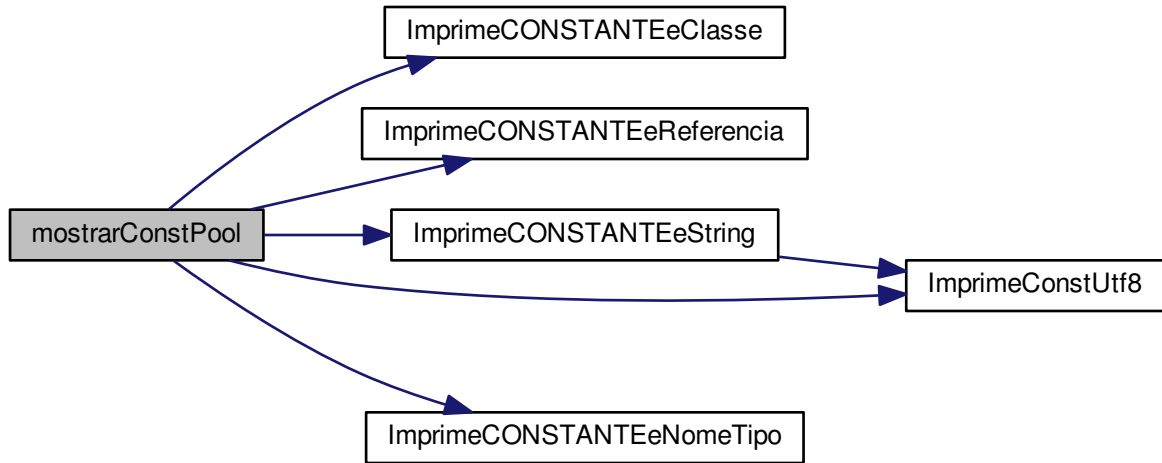 ImprimeCONSTANTEeClasse
ImprimeCONSTANTEeReferencia
mostrarConstPool
ImprimeCONSTANTEeString
ImprimeConstUtf8
ImprimeCONSTANTEeNomeTipo